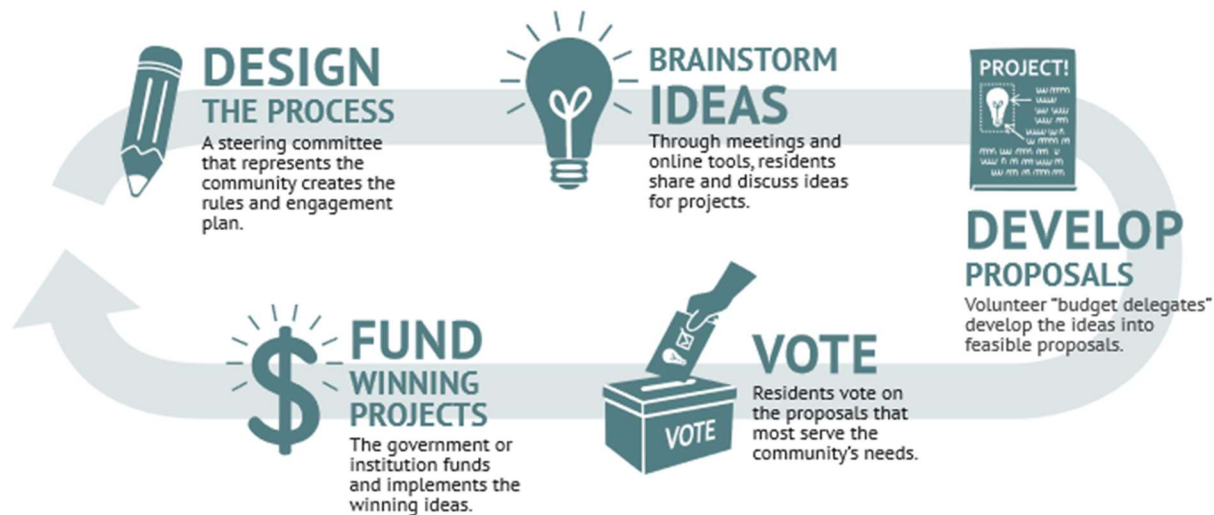 DESIGN
THE PROCESS
A steering committee
that represents the
community creates the
rules and engagement
plan.
BRAINSTORM
IDEAS
Through meetings and
online tools, residents
share and discuss ideas
for projects.
PROJECT!
DEVELOP
PROPOSALS
Volunteer "budget delegates"
develop the ideas into
feasible proposals.
VOTE
VOTE
Residents vote on
the proposals that
most serve the
community's needs.
FUND
WINNING
PROJECTS
The government or
institution funds
and implements the
winning ideas.